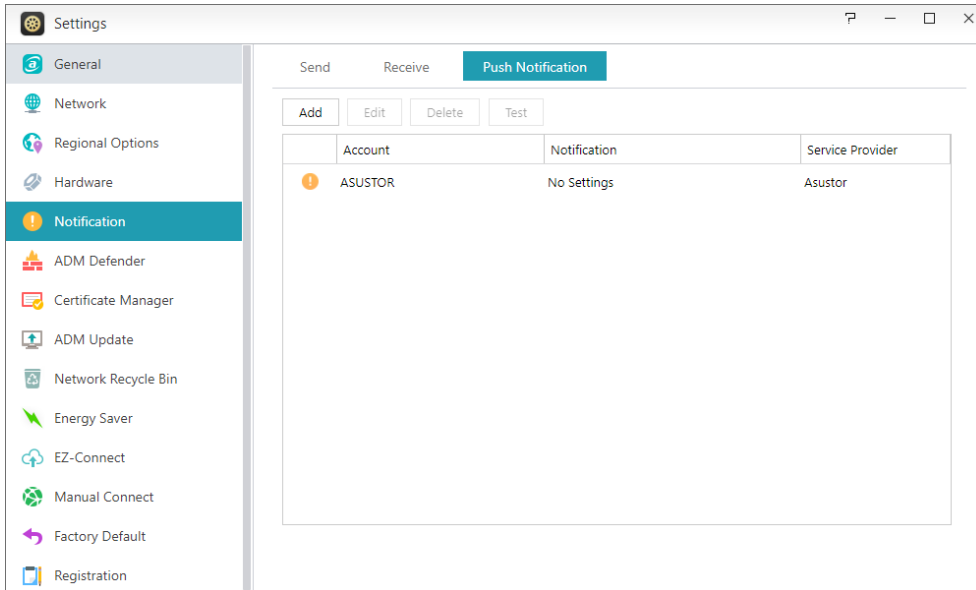 Settings
General
Network
Regional Options
Hardware
Notification
ADM Defender
Certificate Manager
ADM Update
Network Recycle Bin
Energy Saver
EZ-Connect
Manual Connect
Factory Default
Registration
Send Receive Push Notification
Add Edit Delete Test
Account Notification Service Provider
ASUSTOR No Settings Asustor